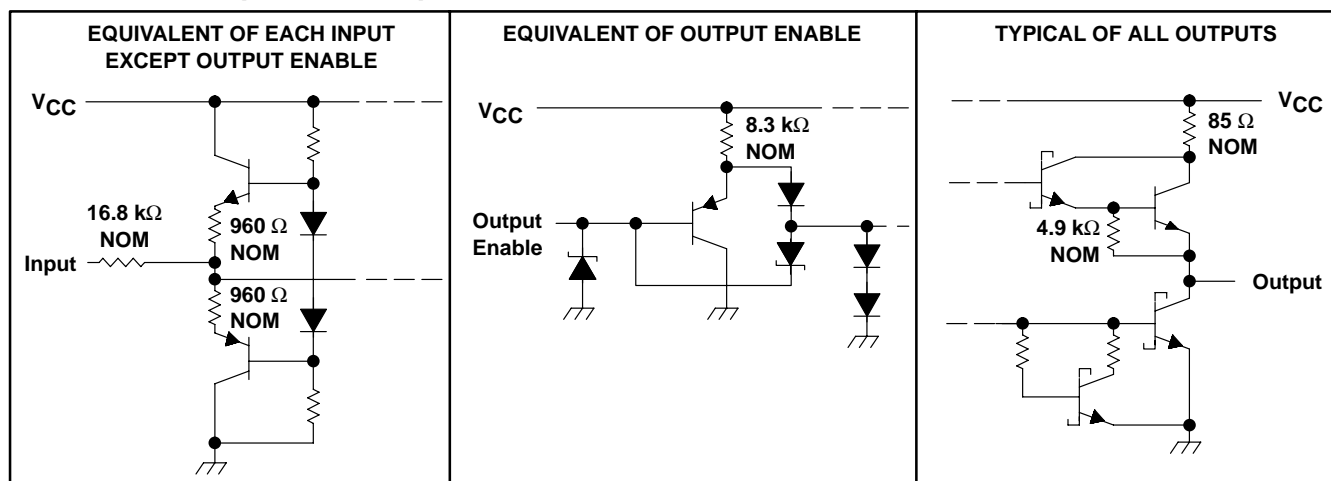 EQUIVALENT OF EACH INPUT
EXCEPT OUTPUT ENABLE
VCC
16.8 kΩ
NOM
960 Ω
NOM
Input
960 Ω
NOM
EQUIVALENT OF OUTPUT ENABLE
VCC
8.3 kΩ
NOM
Output
Enable
TYPICAL OF ALL OUTPUTS
VCC
85 Ω
NOM
4.9 kΩ
NOM
Output